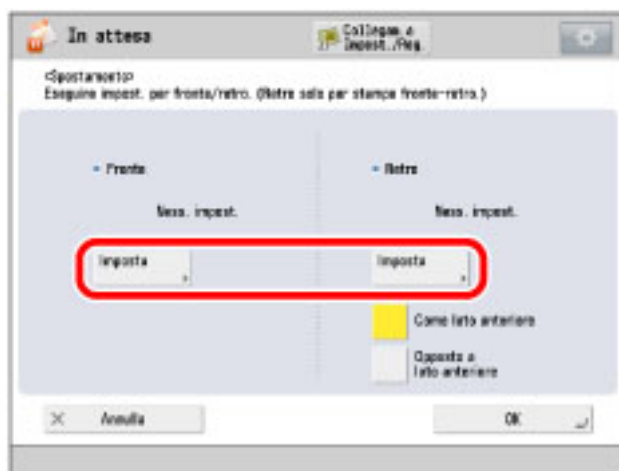 In attesa
Collegam. a
Impost./Reg.
<Spostamento>
Eseguire impost. per fronte/retro. (Retro solo per stampa fronte-retro.)
Fronte
Retro
Ness. impost.
Ness. impost.
Imposta
Imposta
Come lato anteriore
Opposto a
lato anteriore
Annulla
OK